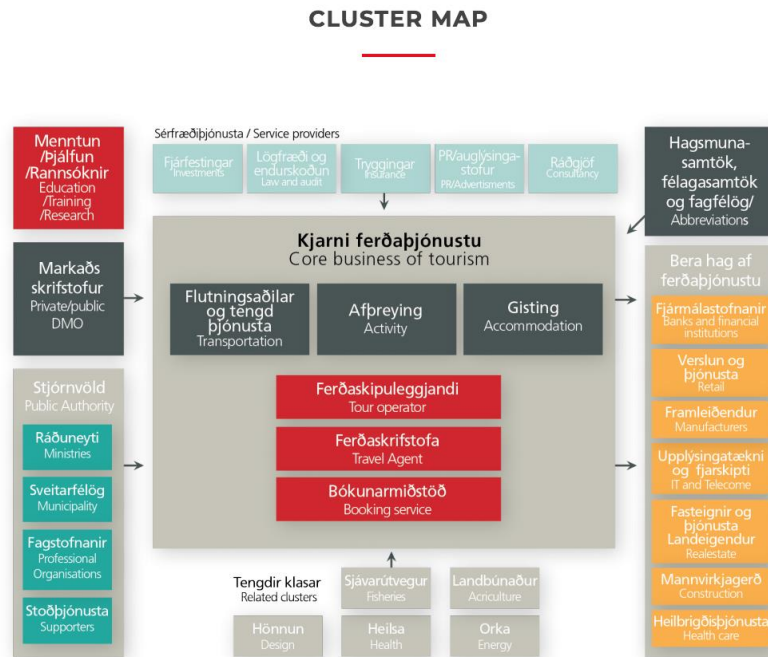 CLUSTER MAP
Menntun
/Þjálfun
/Rannsóknir
Education
/Training
/Research
Sérfræðiþjónusta / Service providers
Fjárfestingar
Investments
Lögfræði og
endurskoðun
Law and audit
Tryggingar
Insurance
PR/auglýsinga-
stofur
PR/Advertisments
Ráðgjöf
Consultancy
Hagsmuna-
samtök,
félagasamtök
og fagfélög/
Abbreviations
Markaðs
skrifstofur
Private/public
DMO
Kjarni ferðaþjónustu
Core business of tourism
Flutningsaðilar
og tengd
þjónusta
Transportation
Afþreying
Activity
Gisting
Accommodation
Ferðaskipuleggjandi
Tour operator
Ferðaskrifstofa
Travel Agent
Bókunarmiðstöð
Booking service
Stjórnvöld
Public Authority
Ráðuneyti
Ministries
Sveitarfélög
Municipality
Fagstofnanir
Professional
Organisations
Stoðþjónusta
Supporters
Bera hag af
ferðaþjónustu
Fjármálastofnanir
Banks and financial
institutions
Verslun og
þjónusta
Retail
Framleiðendur
Manufacturers
Upplýsingatækni
og fjarskipti
IT and Telecome
Fasteignir og
þjónusta
Landeigendur
Realestate
Mannvirkjagerð
Construction
Heilbrigðisþjónusta
Health care
Tengdir klasar
Related clusters
Sjávarútvegur
Fisheries
Landbúnaður
Acriculture
Hönnun
Design
Heilsa
Health
Orka
Energy